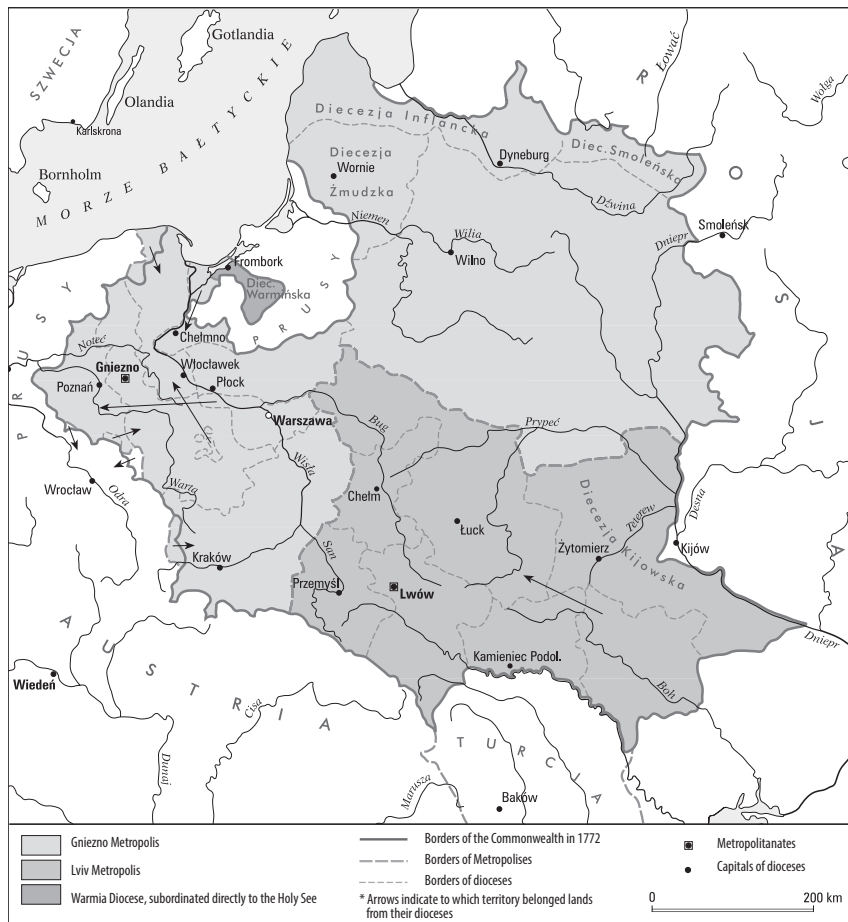 Gotlandia
SZWECJA
Olandia
Karlskrona
Bornholm
MORZE BAŁTYCKIE
Łować
Wołga
R O S J A
Diecezja Inflancka
Diec. Smoleńska
Dyneburg
Diecezja
Wornie
Żmudzka
Dźwina
Niemen
Wilia
Wilno
Dniepr
Smoleńsk
Frombork
Diec.
Warmińska
PRUSY
PRUSY
Chełmno
Noteć
Gniezno
Włocławek
Płock
Poznań
Warszawa
Bug
Prypeć
Wisła
Wrocław
Odra
Warta
Chełm
Łuck
Diecezja Kijowska
Teterew
Desna
Żytomierz
Kijów
San
Kraków
Przemyśl
Lwów
Dniepr
Kamieniec Podol.
Boh
AUSTRIA
Wiedeń
Cisa
Dunaj
TURCJA
Marusza
Baków
Gniezno Metropolis
Lviv Metropolis
Warmia Diocese, subordinated directly to the Holy See
Borders of the Commonwealth in 1772
Borders of Metropolises
Borders of dioceses
* Arrows indicate to which territory belonged lands
from their dioceses
Metropolitanates
Capitals of dioceses
0 200 km